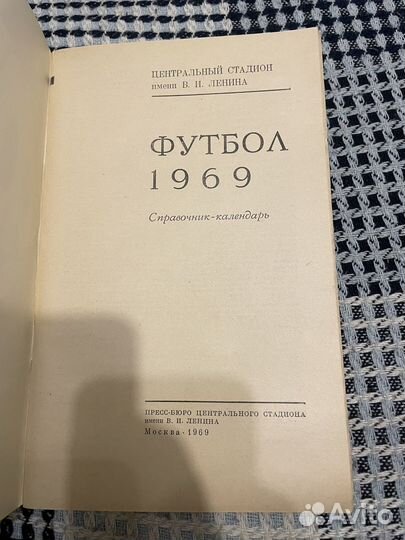 ЦЕНТРАЛЬНЫЙ СТАДИОН
имени В. И. ЛЕНИНА
ФУТБОЛ
1969
Справочник-календарь
ПРЕСС-БЮРО ЦЕНТРАЛЬНОГО СТАДИОНА
имени В. И. ЛЕНИНА
Москва - 1969
Avito